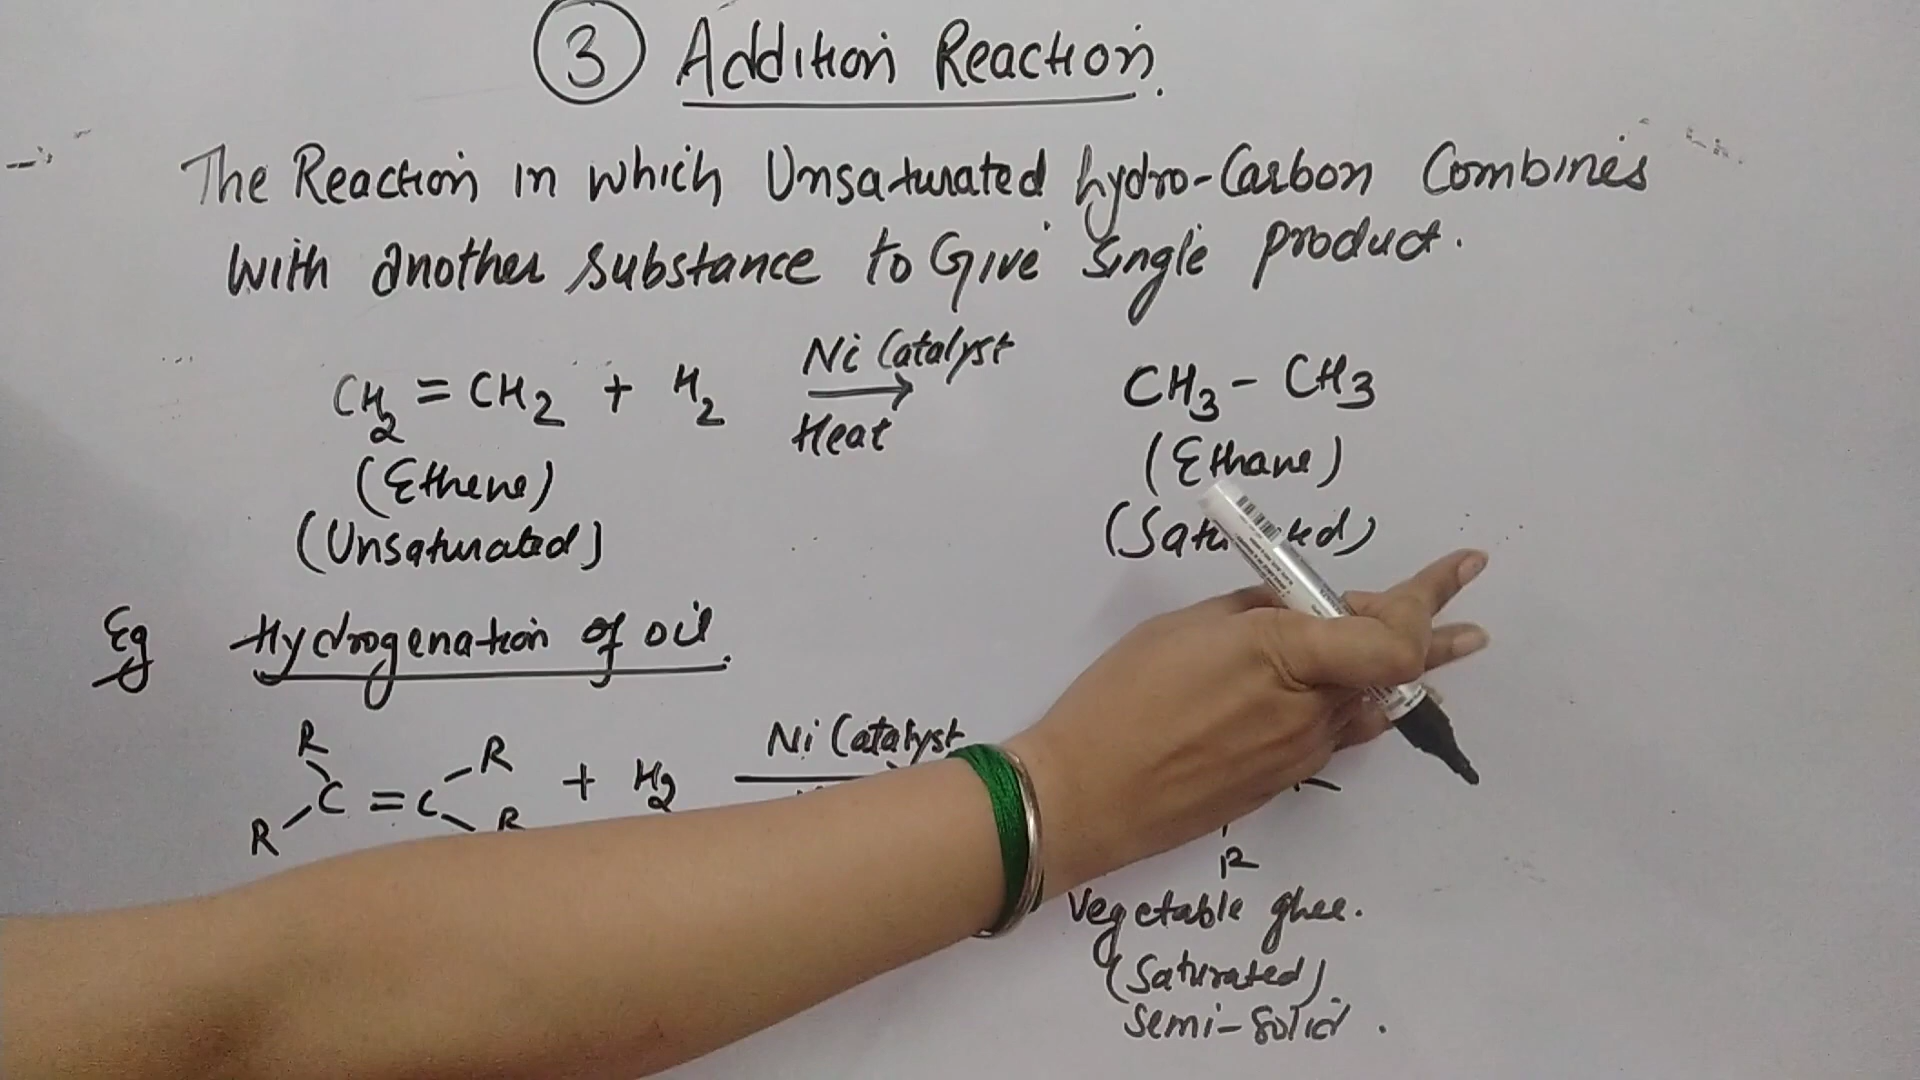 3 Addition Reaction.
The Reaction in which Unsaturated hydro-Carbon Combines
with another substance to Give single product.
CH2 = CH2 + H2 Ni Catalyst Heat CH3 - CH3
(Ethene) (Ethane)
(Unsaturated)
Eg Hydrogenation of oil.
R R
C = C + H2 Ni Catalyst
R R
R
Vegetable ghee.
(Saturated)
Semi-Solid.